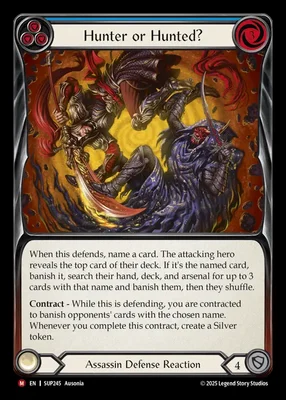 Hunter or Hunted?
When this defends, name a card. The attacking hero
reveals the top card of their deck. If it's the named card,
banish it, search their hand, deck, and arsenal for up to 3
cards with that name and banish them, then they shuffle.
Contract - While this is defending, you are contracted
to banish opponents' cards with the chosen name.
Whenever you complete this contract, create a Silver
token.
Assassin Defense Reaction
4
M EN | SUP245 Ausonia
©2025 Legend Story Studios